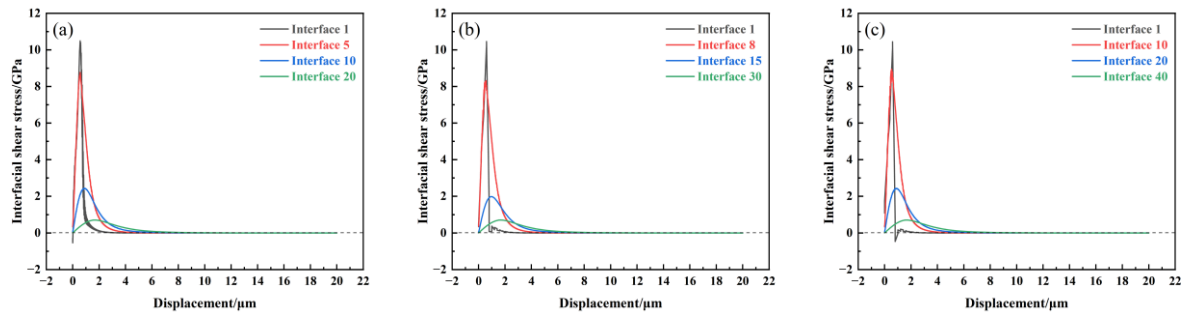 (a)
Interface 1
Interface 5
Interface 10
Interface 20
Interfacial shear stress/GPa
12
10
8
6
4
2
0
−2
−2 0 2 4 6 8 10 12 14 16 18 20 22
Displacement/μm
(b)
Interface 1
Interface 8
Interface 15
Interface 30
Interfacial shear stress/GPa
12
10
8
6
4
2
0
−2
−2 0 2 4 6 8 10 12 14 16 18 20 22
Displacement/μm
(c)
Interface 1
Interface 10
Interface 20
Interface 40
Interfacial shear stress/GPa
12
10
8
6
4
2
0
−2
−2 0 2 4 6 8 10 12 14 16 18 20 22
Displacement/μm